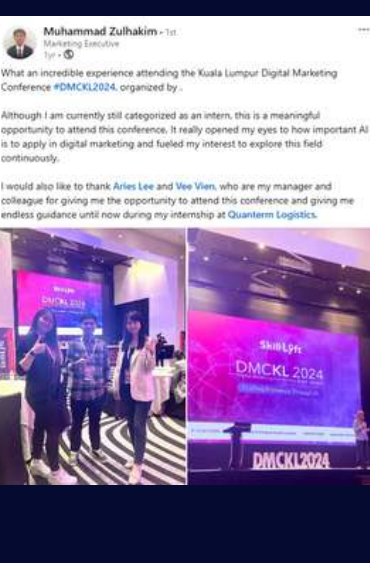 Muhammad Zulhakim • 1st
Marketing Executive
1yr •
What an incredible experience attending the Kuala Lumpur Digital Marketing
Conference #DMCKL2024, organized by .
Although I am currently still categorized as an intern, this is a meaningful
opportunity to attend this conference. It really opened my eyes to how important AI
is to apply in digital marketing and fueled my interest to explore this field
continuously.
I would also like to thank Aries Lee and Vee Vien, who are my manager and
colleague for giving me the opportunity to attend this conference and giving me
endless guidance until now during my internship at Quanterm Logistics.
SkillLyft
DMCKL 2024
SkillLyft
DMCKL 2024
DMCKL2024